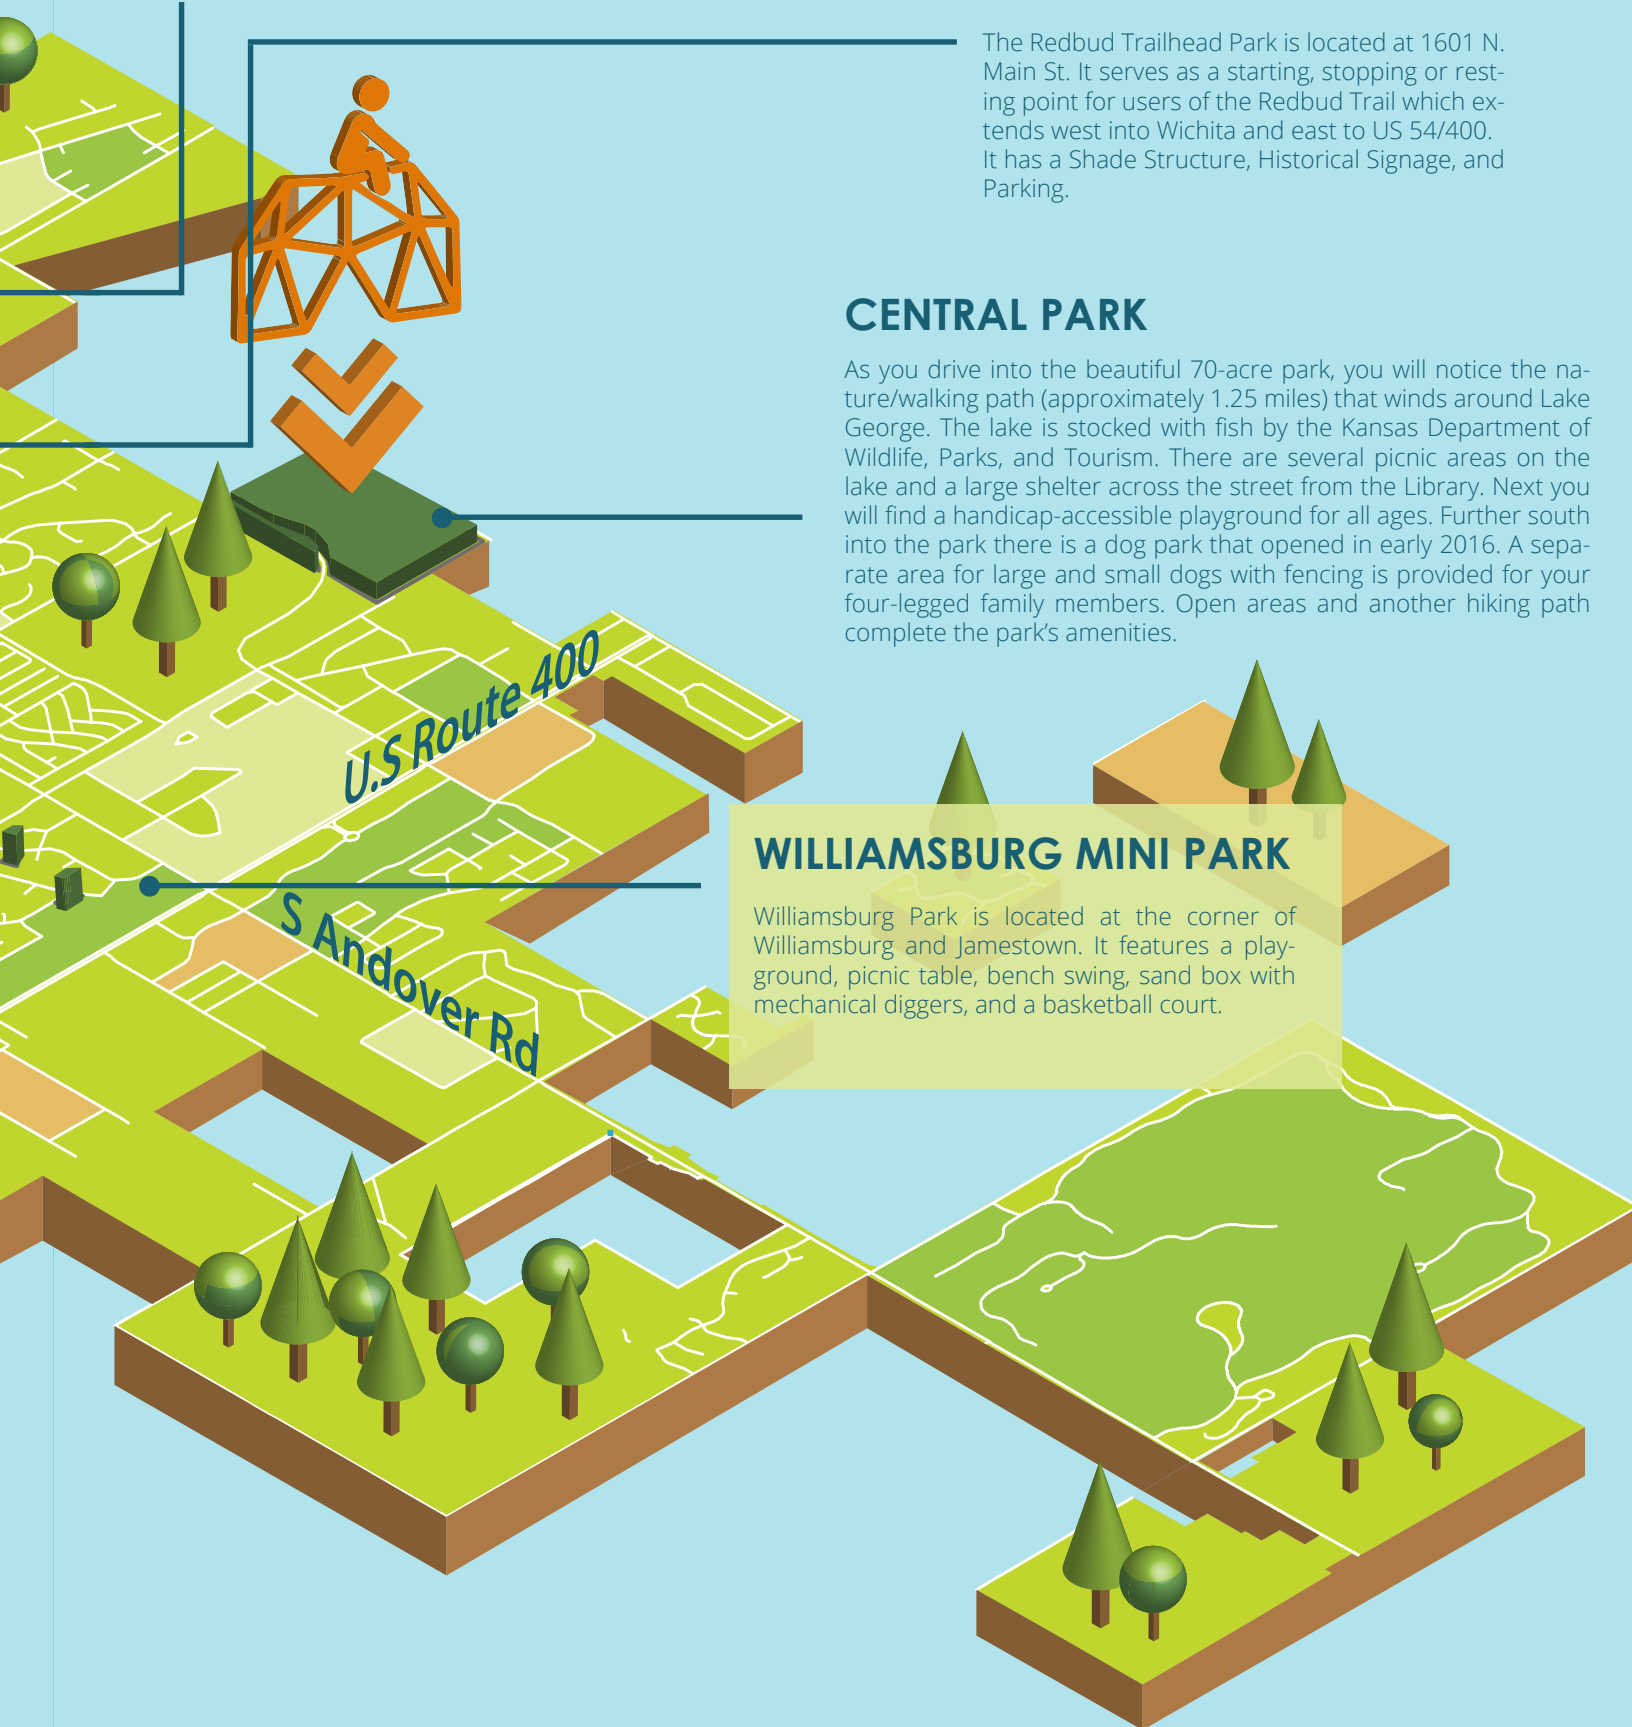 The Redbud Trailhead Park is located at 1601 N.
Main St. It serves as a starting, stopping or rest-
ing point for users of the Redbud Trail which ex-
tends west into Wichita and east to US 54/400.
It has a Shade Structure, Historical Signage, and
Parking.
CENTRAL PARK
As you drive into the beautiful 70-acre park, you will notice the na-
ture/walking path (approximately 1.25 miles) that winds around Lake
George. The lake is stocked with fish by the Kansas Department of
Wildlife, Parks, and Tourism. There are several picnic areas on the
lake and a large shelter across the street from the Library. Next you
will find a handicap-accessible playground for all ages. Further south
into the park there is a dog park that opened in early 2016. A sepa-
rate area for large and small dogs with fencing is provided for your
four-legged family members. Open areas and another hiking path
complete the park's amenities.
U.S Route 400
WILLIAMSBURG MINI PARK
Williamsburg Park is located at the corner of
Williamsburg and Jamestown. It features a play-
ground, picnic table, bench swing, sand box with
mechanical diggers, and a basketball court.
S Andover Rd